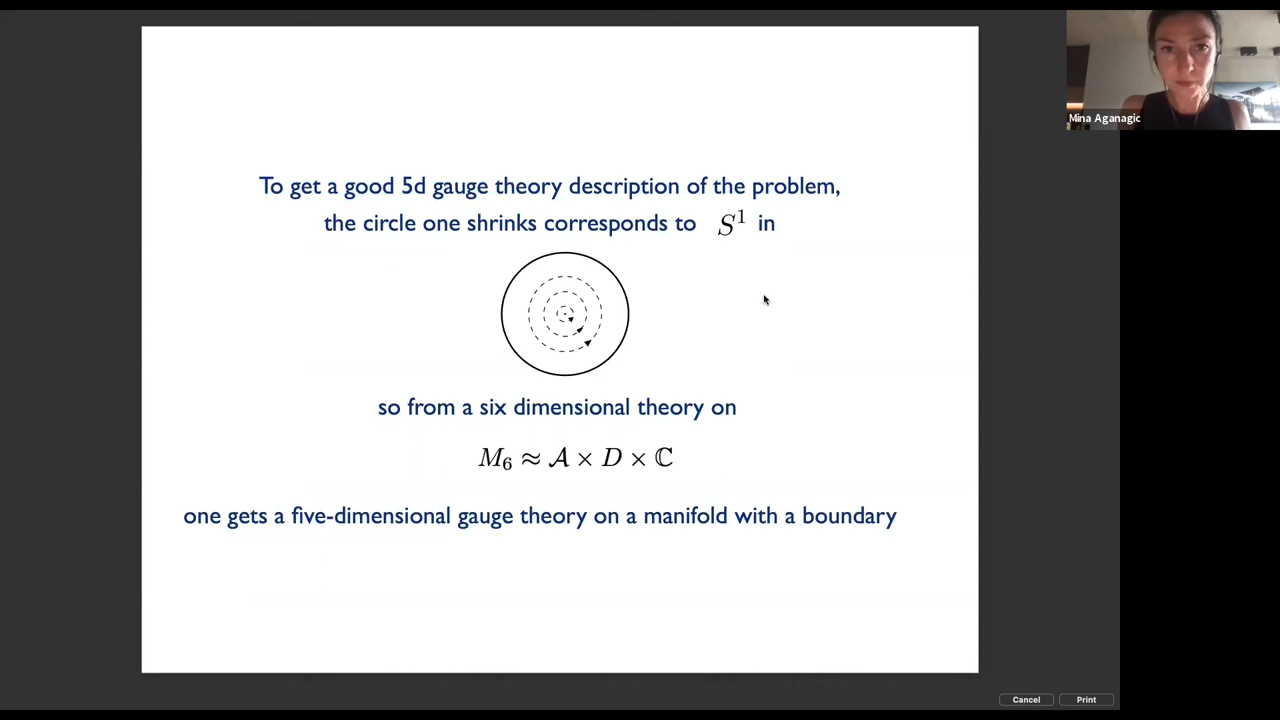 Mina Aganagic
To get a good 5d gauge theory description of the problem,
the circle one shrinks corresponds to S¹ in
so from a six dimensional theory on
M₆ ≈ 𝒜 × D × ℂ
one gets a five-dimensional gauge theory on a manifold with a boundary
Cancel Print